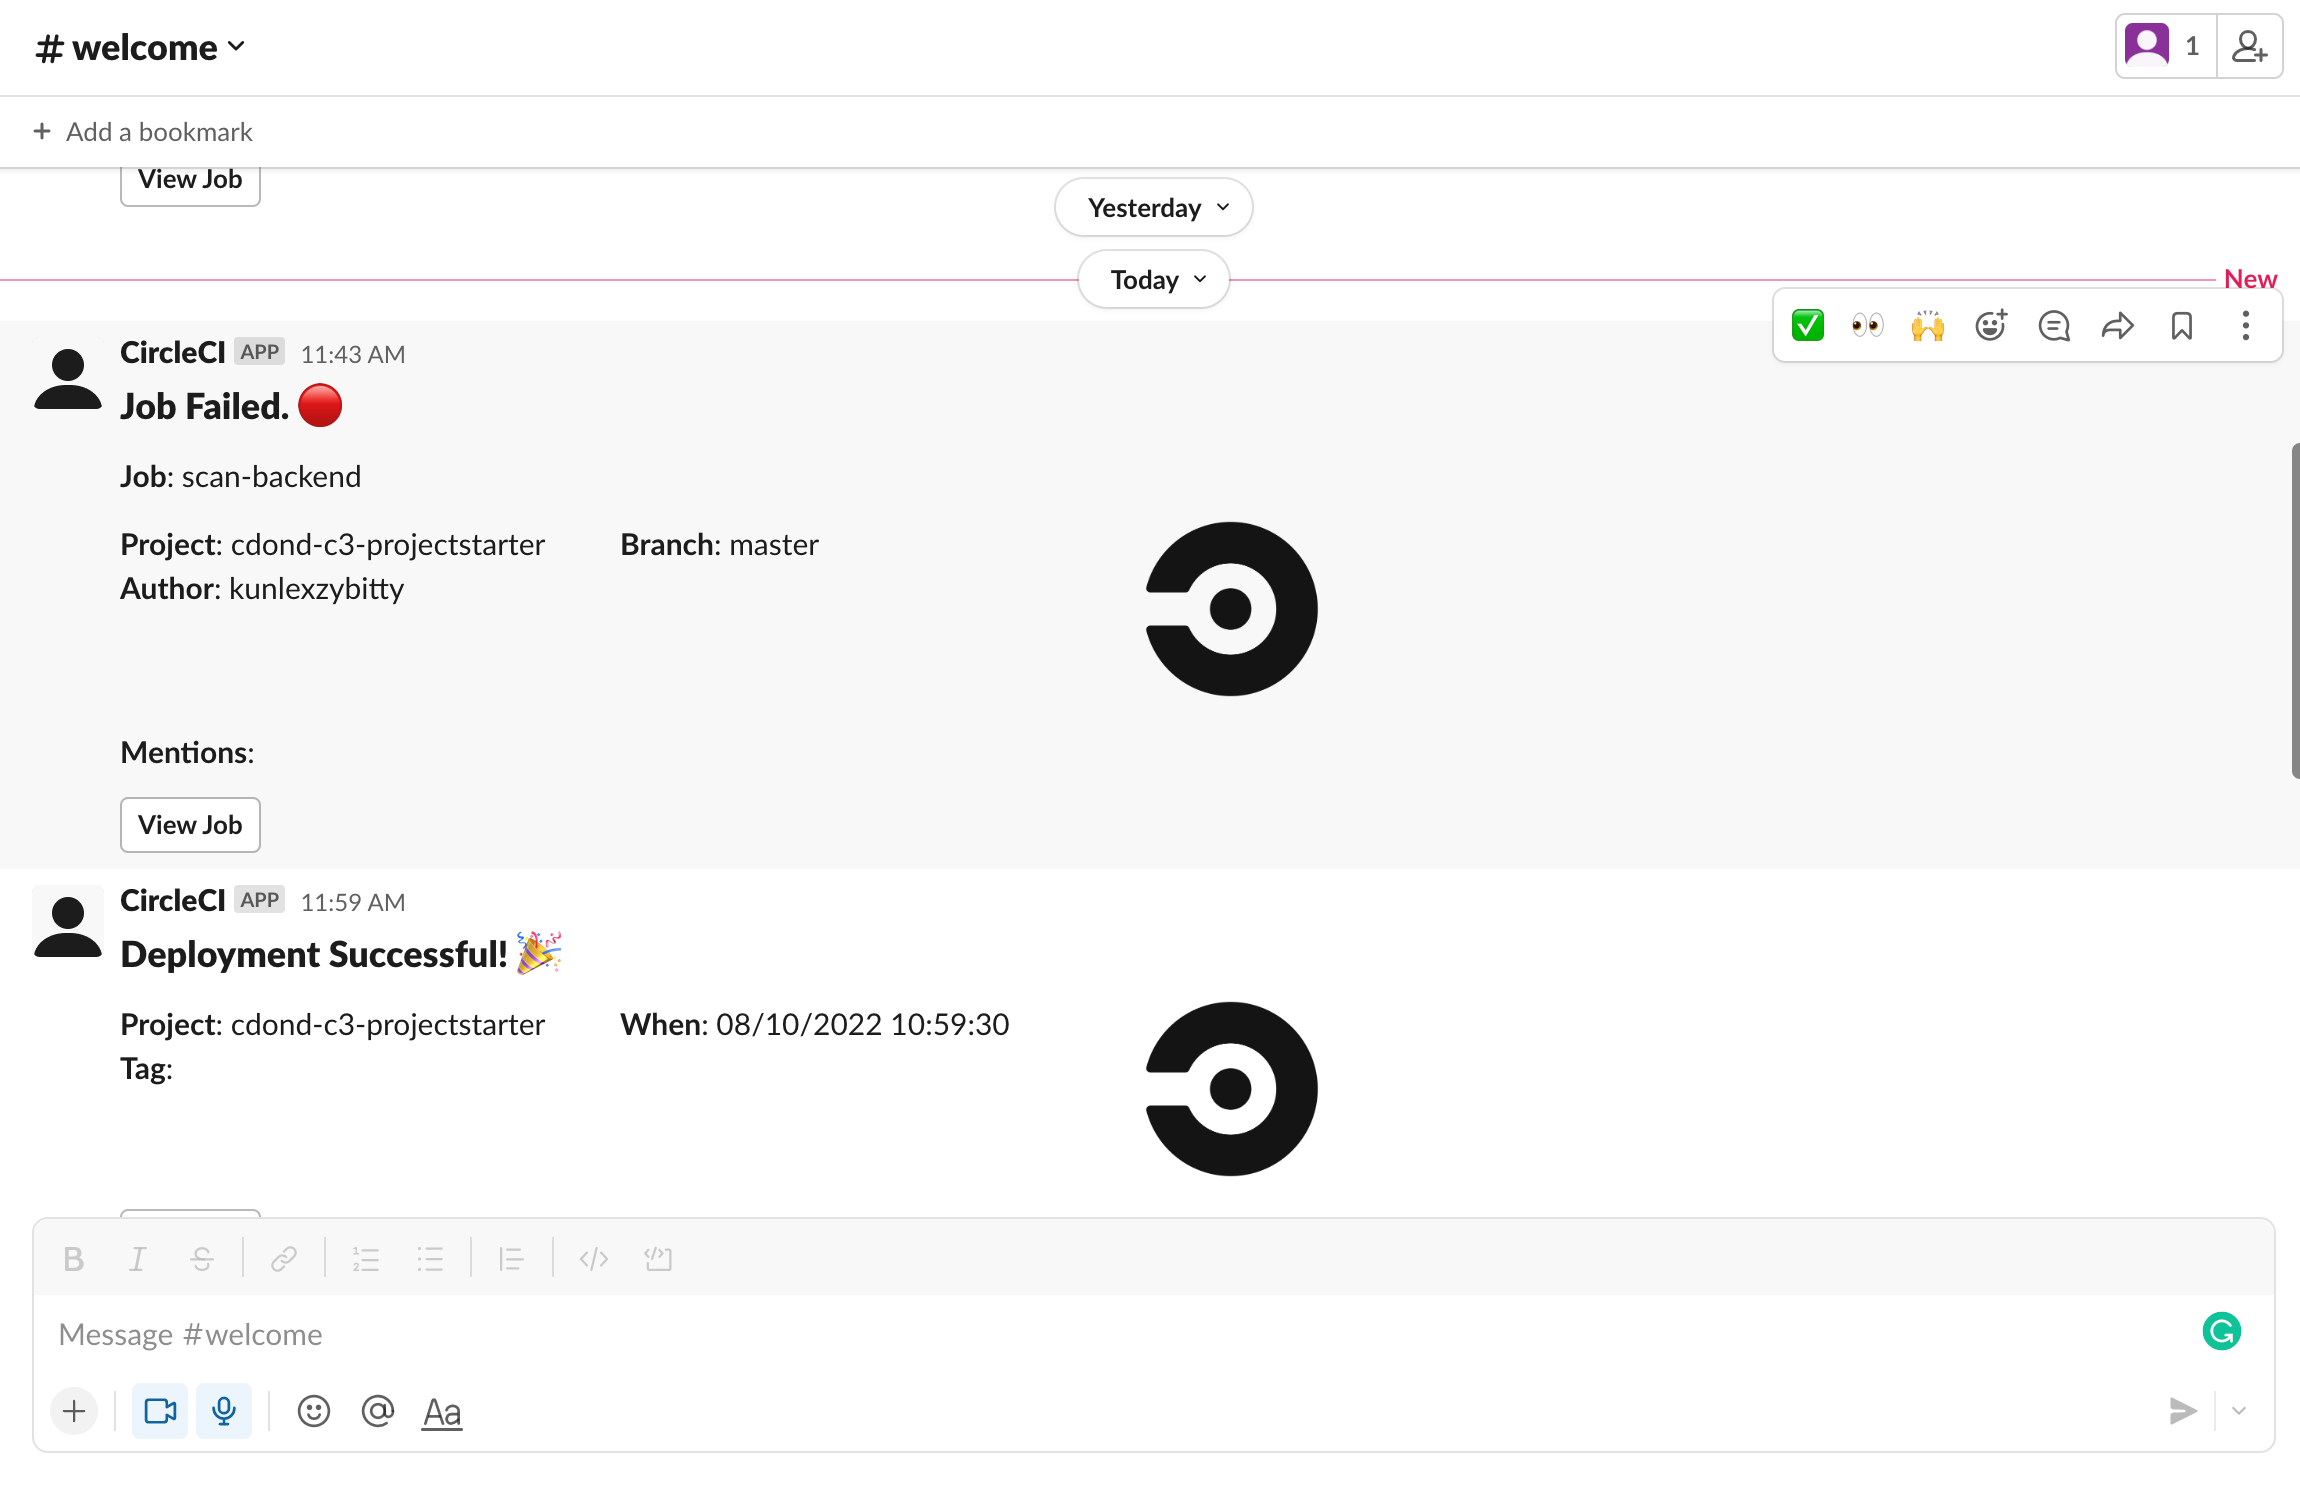 # welcome
1
+ Add a bookmark
View Job
Yesterday
Today
New
CircleCI APP 11:43 AM
Job Failed.
Job: scan-backend
Project: cdond-c3-projectstarter Branch: master
Author: kunlexzybitty
Mentions:
View Job
CircleCI APP 11:59 AM
Deployment Successful!
Project: cdond-c3-projectstarter When: 08/10/2022 10:59:30
Tag:
B I S
Message #welcome
Aa